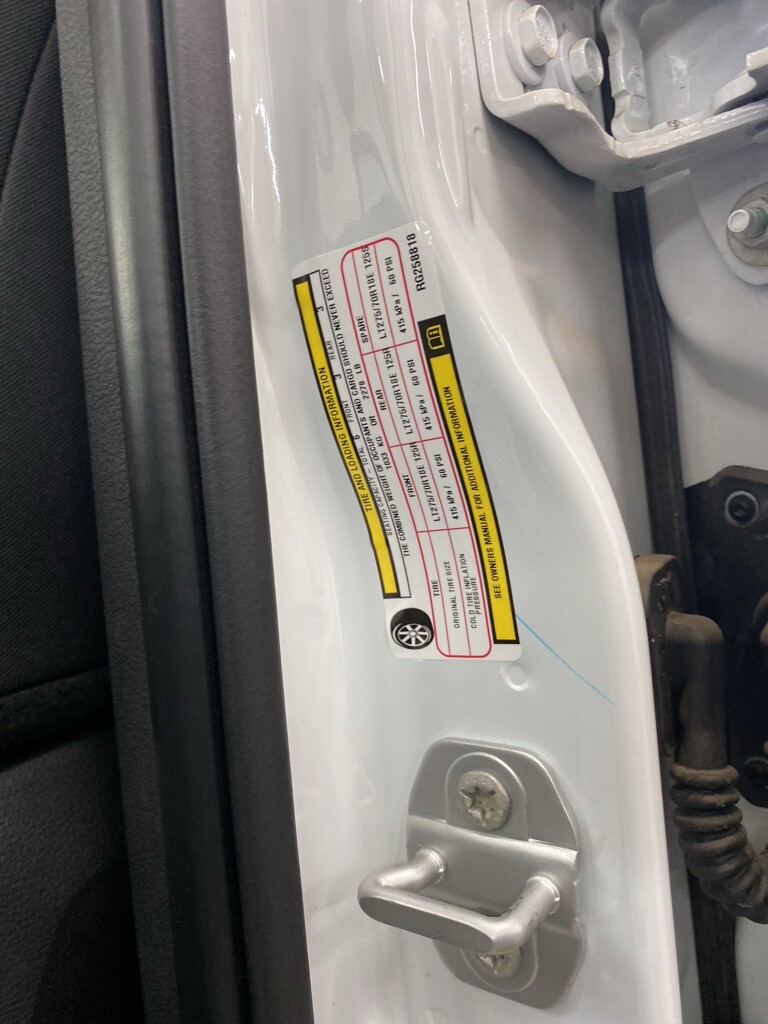 TIRE AND LOADING INFORMATION
SEATING CAPACITY - TOTAL 6 FRONT 3 REAR 3
THE COMBINED WEIGHT OF OCCUPANTS AND CARGO SHOULD NEVER EXCEED
1033 KG OR 2278 LB
TIRE FRONT REAR SPARE
ORIGINAL TIRE SIZE LT275/70R18E 125R LT275/70R18E 125R LT275/70R18E 125S
COLD TIRE INFLATION PRESSURE 415 kPa / 60 PSI 415 kPa / 60 PSI 415 kPa / 60 PSI
SEE OWNERS MANUAL FOR ADDITIONAL INFORMATION
RG258818